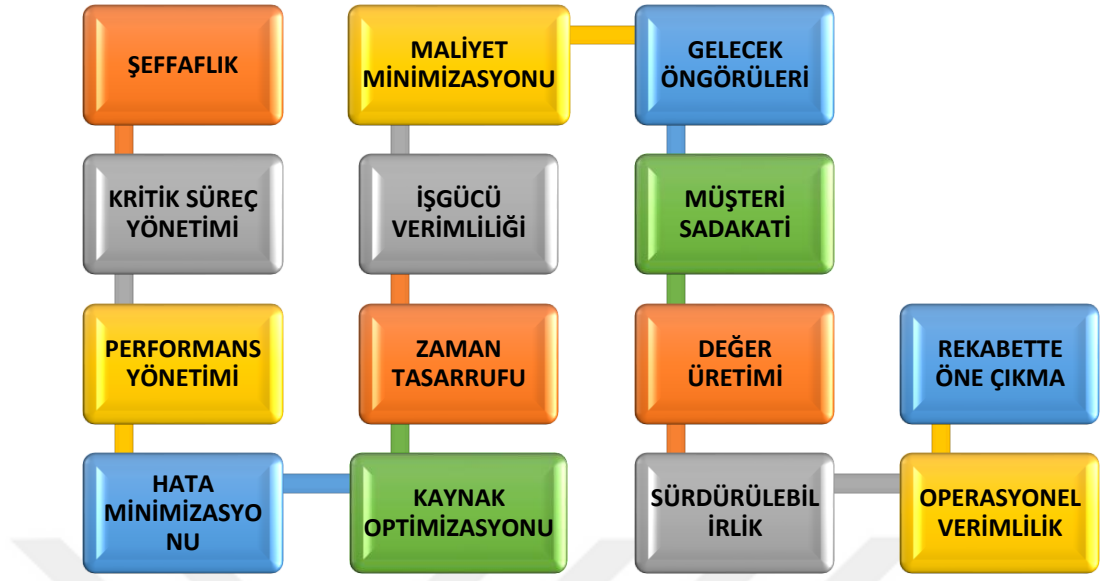 ŞEFFAFLIK
KRİTİK SÜREÇ
YÖNETİMİ
PERFORMANS
YÖNETİMİ
HATA
MİNİMİZASYO
NU
KAYNAK
OPTİMİZASYONU
ZAMAN
TASARRUFU
İŞGÜCÜ
VERİMLİLİĞİ
MALİYET
MİNİMİZASYONU
GELECEK
ÖNGÖRÜLERİ
MÜŞTERİ
SADAKATİ
DEĞER
ÜRETİMİ
SÜRDÜRÜLEBİL
İRLİK
OPERASYONEL
VERİMLİLİK
REKABETTE
ÖNE ÇIKMA